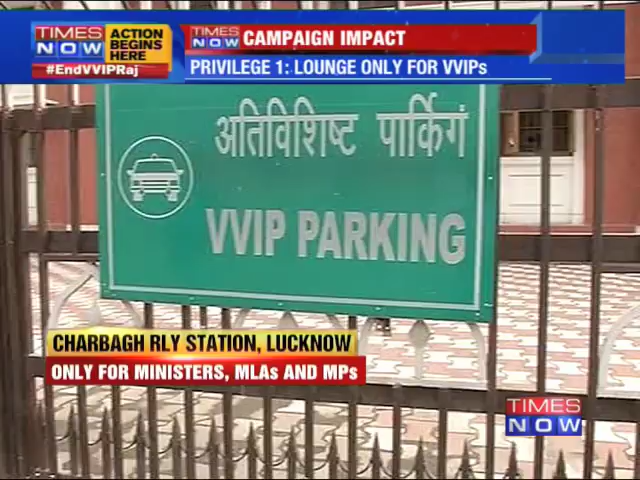 TIMES NOW
ACTION BEGINS HERE
#EndVVIPRaj
TIMES NOW
CAMPAIGN IMPACT
PRIVILEGE 1: LOUNGE ONLY FOR VVIPs
अतिविशिष्ट पार्किगं
VVIP PARKING
CHARBAGH RLY STATION, LUCKNOW
ONLY FOR MINISTERS, MLAs AND MPs
TIMES NOW